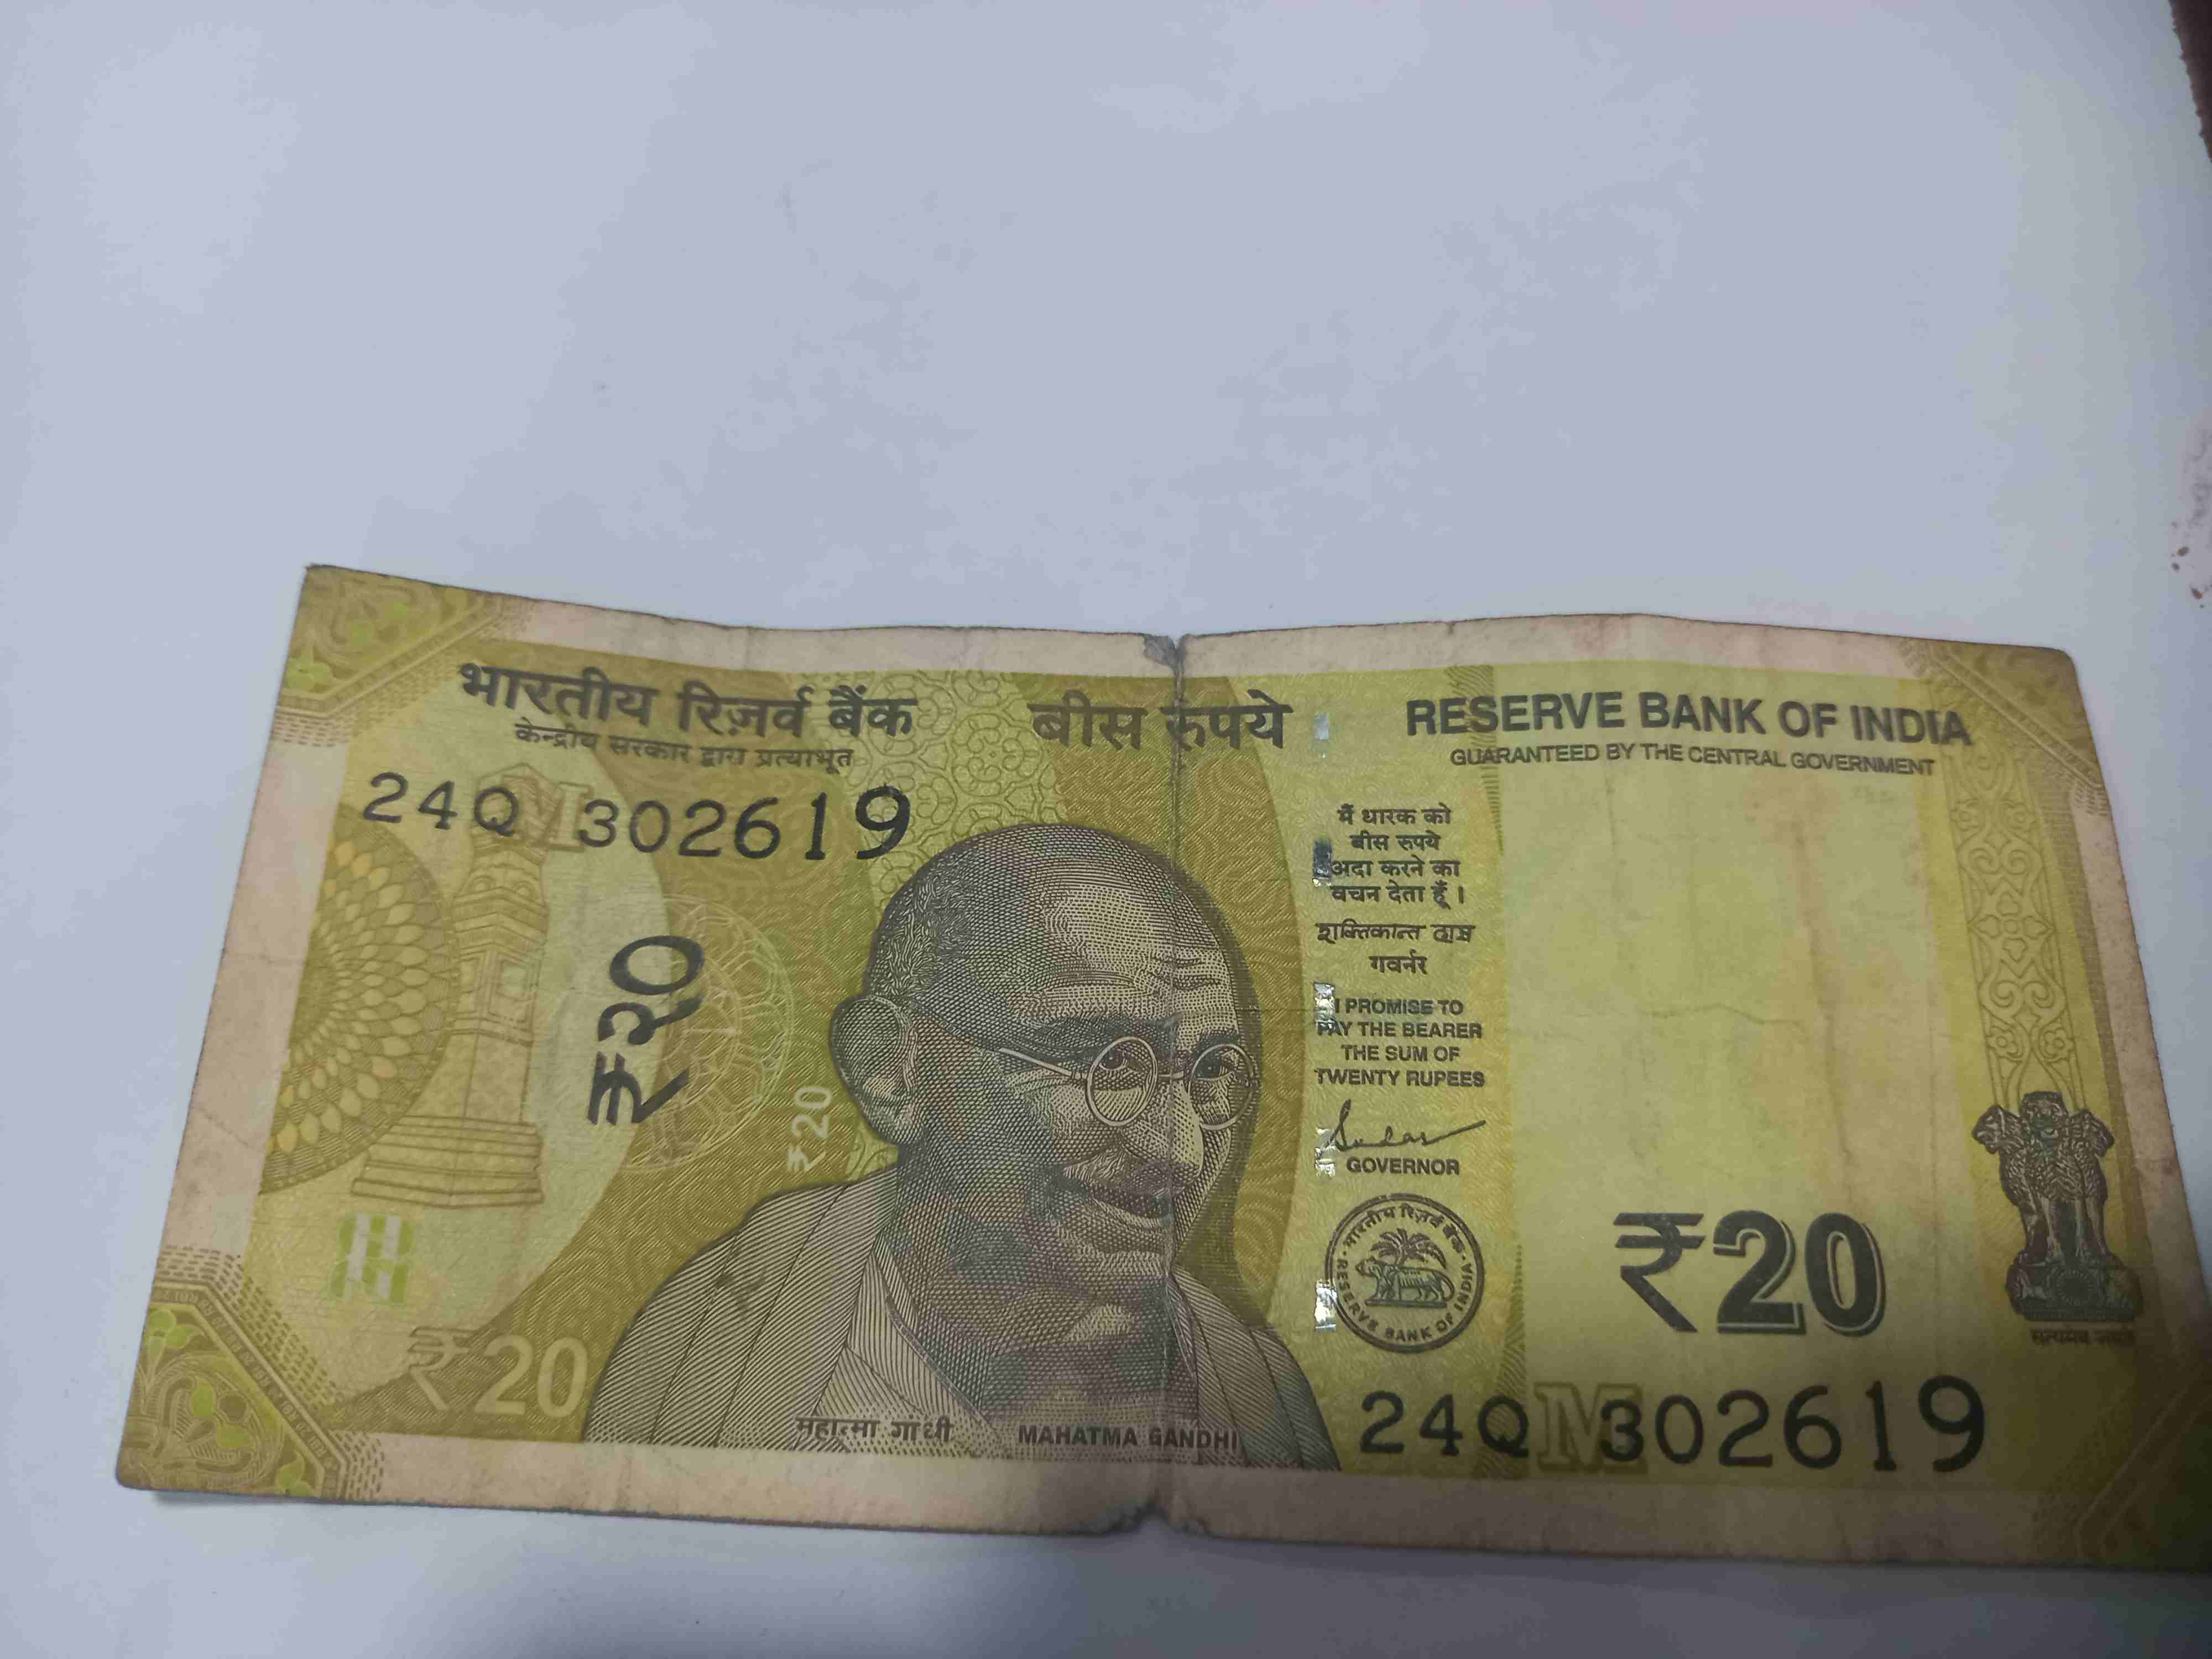 भारतीय रिज़र्व बैंक
केन्द्रीय सरकार द्वारा प्रत्याभूत
बीस रुपये
RESERVE BANK OF INDIA
GUARANTEED BY THE CENTRAL GOVERNMENT
24Q 302619
M
₹२०
₹20
₹20
मैं धारक को
बीस रुपये
अदा करने का
वचन देता हूँ।
शक्तिकान्त दास
गवर्नर
I PROMISE TO
PAY THE BEARER
THE SUM OF
TWENTY RUPEES
GOVERNOR
भारतीय रिज़र्व बैंक
RESERVE BANK OF INDIA
₹20
सत्यमेव जयते
महात्मा गांधी
MAHATMA GANDHI
24Q 302619
M